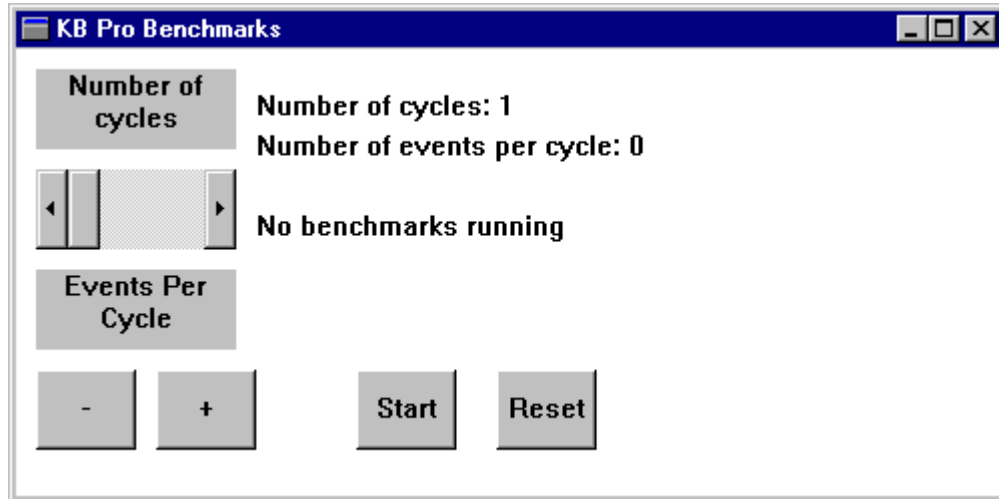 KB Pro Benchmarks
Number of
cycles
Number of cycles: 1
Number of events per cycle: 0
No benchmarks running
Events Per
Cycle
- + Start Reset